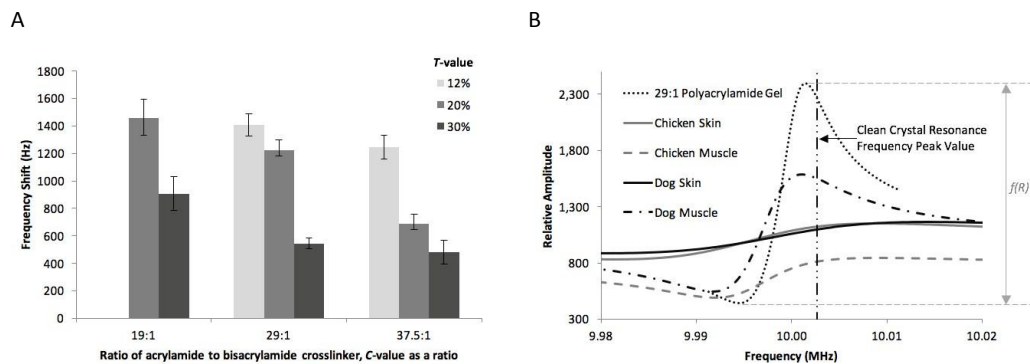 A
T-value
12%
20%
30%
1800
1600
1400
1200
1000
800
600
400
200
0
Frequency Shift (Hz)
19:1
29:1
37.5:1
Ratio of acrylamide to bisacrylamide crosslinker, C-value as a ratio
B
29:1 Polyacrylamide Gel
Chicken Skin
Chicken Muscle
Dog Skin
Dog Muscle
Clean Crystal Resonance
Frequency Peak Value
f(R)
2,300
1,800
1,300
800
300
Relative Amplitude
9.98
9.99
10.00
10.01
10.02
Frequency (MHz)